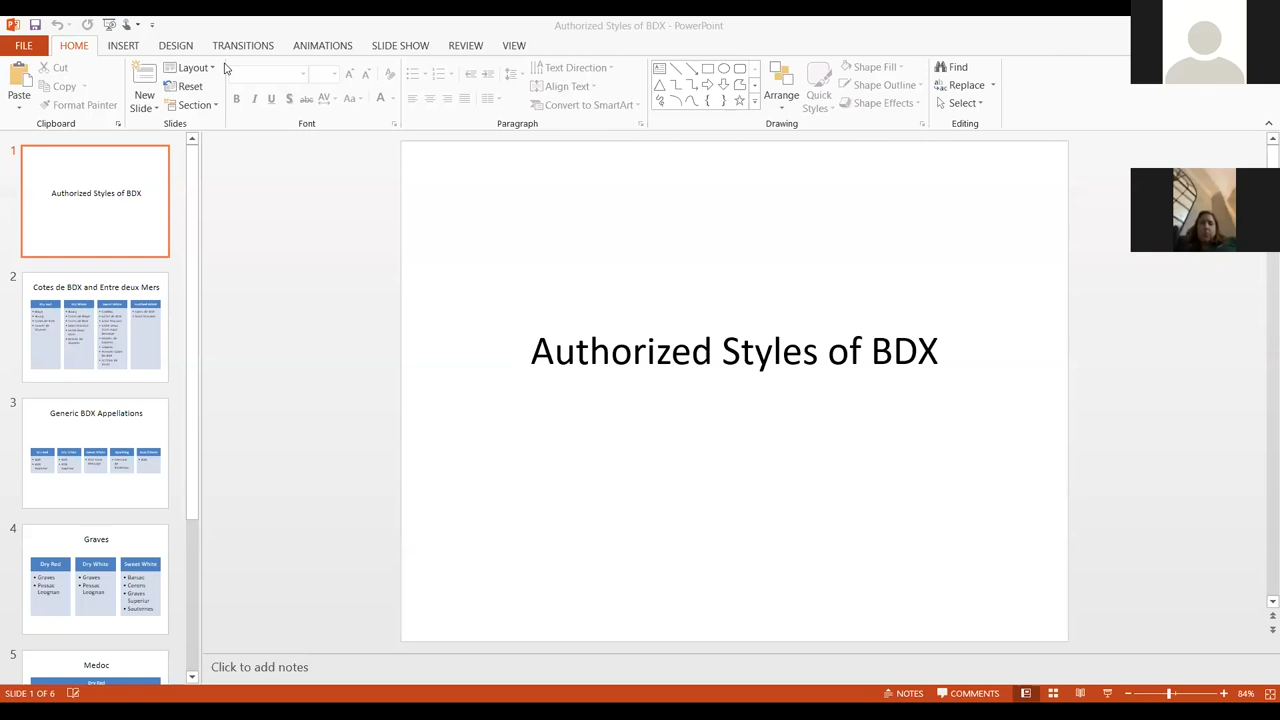 Authorized Styles of BDX - PowerPoint
FILE HOME INSERT DESIGN TRANSITIONS ANIMATIONS SLIDE SHOW REVIEW VIEW
Paste
Cut
Copy
Format Painter
Clipboard
New
Slide
Layout
Reset
Section
Slides
Font
Text Direction
Align Text
Convert to SmartArt
Paragraph
Arrange
Quick
Styles
Shape Fill
Shape Outline
Shape Effects
Drawing
Find
Replace
Select
Editing
1
Authorized Styles of BDX
2
Cotes de BDX and Entre deux Mers
3
Generic BDX Appellations
4
Graves
Dry Red Dry White Sweet White
• Graves
• Pessac
Leognan
• Graves
• Pessac
Leognan
• Barsac
• Cerons
• Graves
Superiur
• Sauternes
5
Medoc
Dry Red
Authorized Styles of BDX
Click to add notes
SLIDE 1 OF 6 NOTES COMMENTS 84%